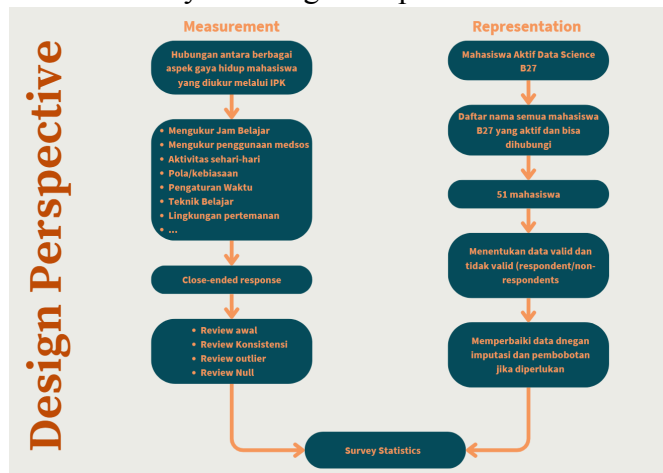 Design Perspective
Measurement
Hubungan antara berbagai
aspek gaya hidup mahasiswa
yang diukur melalui IPK
• Mengukur Jam Belajar
• Mengukur penggunaan medsos
• Aktivitas sehari-hari
• Pola/kebiasaan
• Pengaturan Waktu
• Teknik Belajar
• Lingkungan pertemanan
• ...
Close-ended response
• Review awal
• Review Konsistensi
• Review outlier
• Review Null
Representation
Mahasiswa Aktif Data Science
B27
Daftar nama semua mahasiswa
B27 yang aktif dan bisa
dihubungi
51 mahasiswa
Menentukan data valid dan
tidak valid (respondent/non-
respondents
Memperbaiki data dnegan
imputasi dan pembobotan
jika diperlukan
Survey Statistics